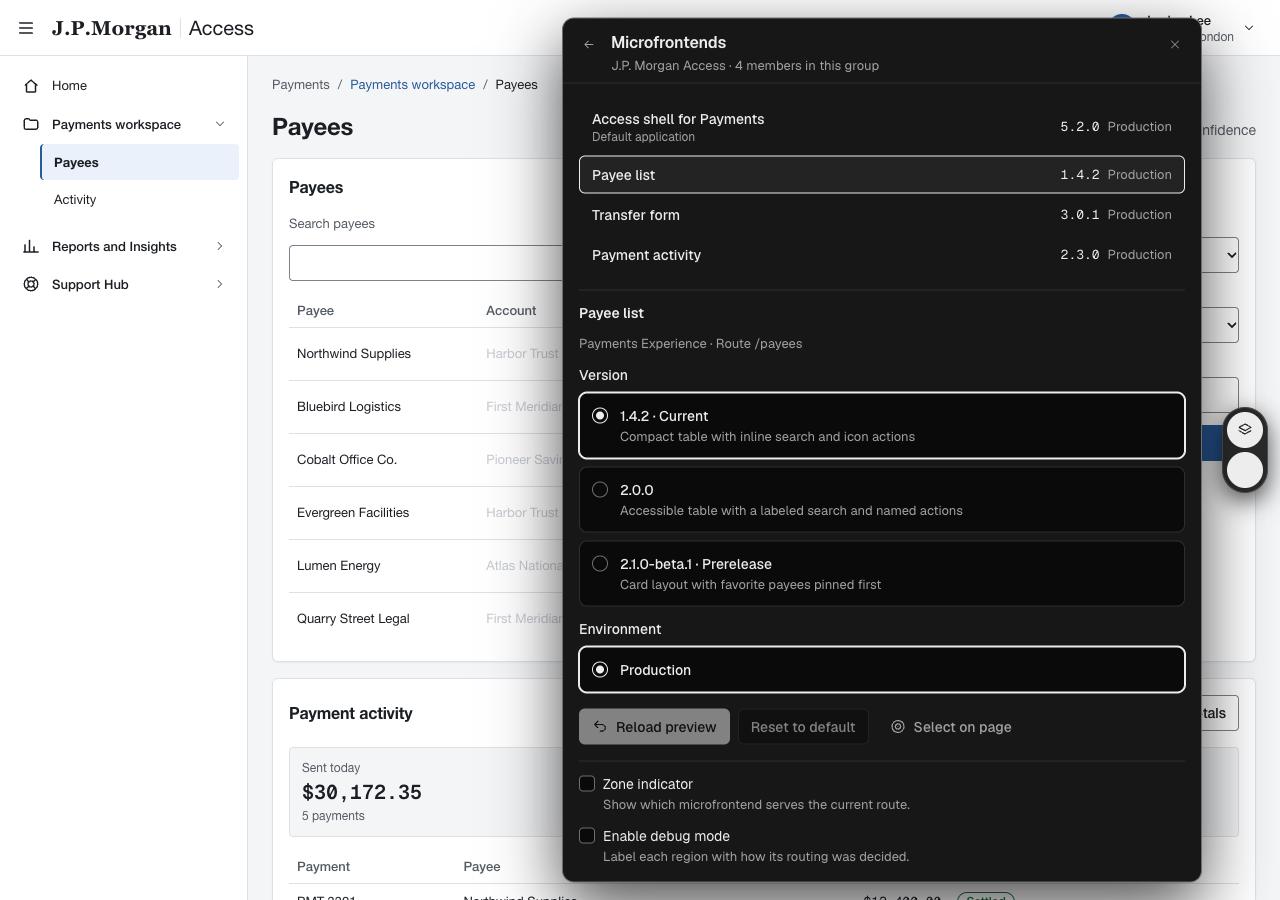 J.P.Morgan Access
Home
Payments workspace
Payees
Activity
Reports and Insights
Support Hub
Payments / Payments workspace / Payees
Payees
Payees
Search payees
Payee Account
Northwind Supplies Harbor Trust
Bluebird Logistics First Meridian
Cobalt Office Co. Pioneer
Evergreen Facilities Harbor Trust
Lumen Energy Atlas
Quarry Street Legal First Meridian
Payment activity
Sent today
$30,172.35
5 payments
Payment Payee
Northwind Supplies
Settled
Microfrontends
J.P. Morgan Access · 4 members in this group
Access shell for Payments 5.2.0 Production
Default application
Payee list 1.4.2 Production
Transfer form 3.0.1 Production
Payment activity 2.3.0 Production
Payee list
Payments Experience · Route /payees
Version
1.4.2 · Current
Compact table with inline search and icon actions
2.0.0
Accessible table with a labeled search and named actions
2.1.0-beta.1 · Prerelease
Card layout with favorite payees pinned first
Environment
Production
Reload preview Reset to default Select on page
Zone indicator
Show which microfrontend serves the current route.
Enable debug mode
Label each region with how its routing was decided.